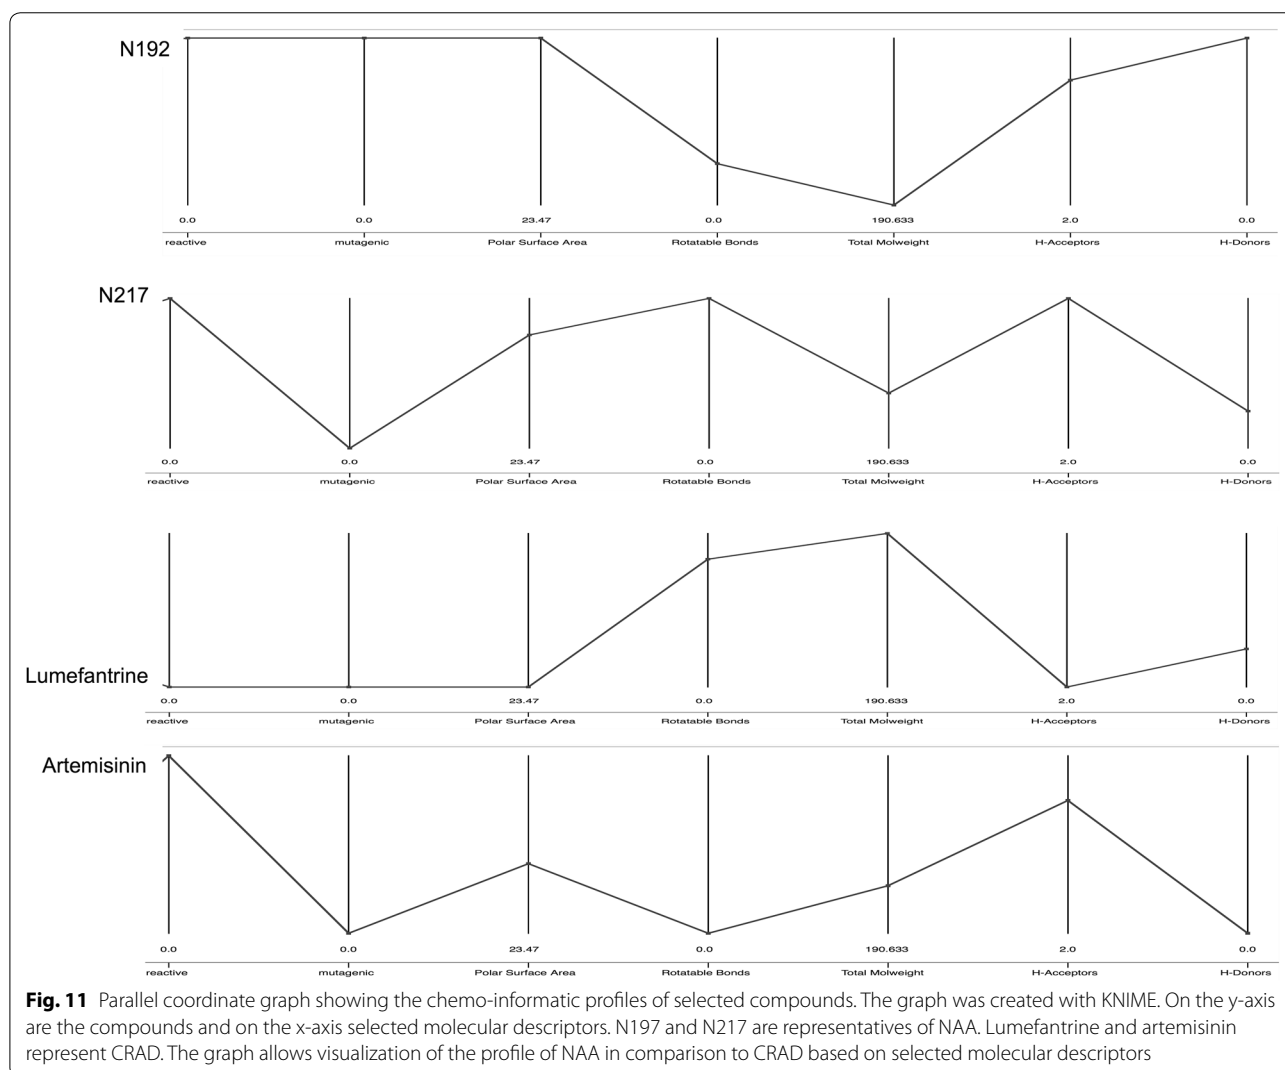 N192
0.0 0.0 23.47 0.0 190.633 2.0 0.0
reactive mutagenic Polar Surface Area Rotatable Bonds Total Molweight H-Acceptors H-Donors
N217
0.0 0.0 23.47 0.0 190.633 2.0 0.0
reactive mutagenic Polar Surface Area Rotatable Bonds Total Molweight H-Acceptors H-Donors
Lumefantrine
0.0 0.0 23.47 0.0 190.633 2.0 0.0
reactive mutagenic Polar Surface Area Rotatable Bonds Total Molweight H-Acceptors H-Donors
Artemisinin
0.0 0.0 23.47 0.0 190.633 2.0 0.0
reactive mutagenic Polar Surface Area Rotatable Bonds Total Molweight H-Acceptors H-Donors
Fig. 11 Parallel coordinate graph showing the chemo-informatic profiles of selected compounds. The graph was created with KNIME. On the y-axis
are the compounds and on the x-axis selected molecular descriptors. N197 and N217 are representatives of NAA. Lumefantrine and artemisinin
represent CRAD. The graph allows visualization of the profile of NAA in comparison to CRAD based on selected molecular descriptors